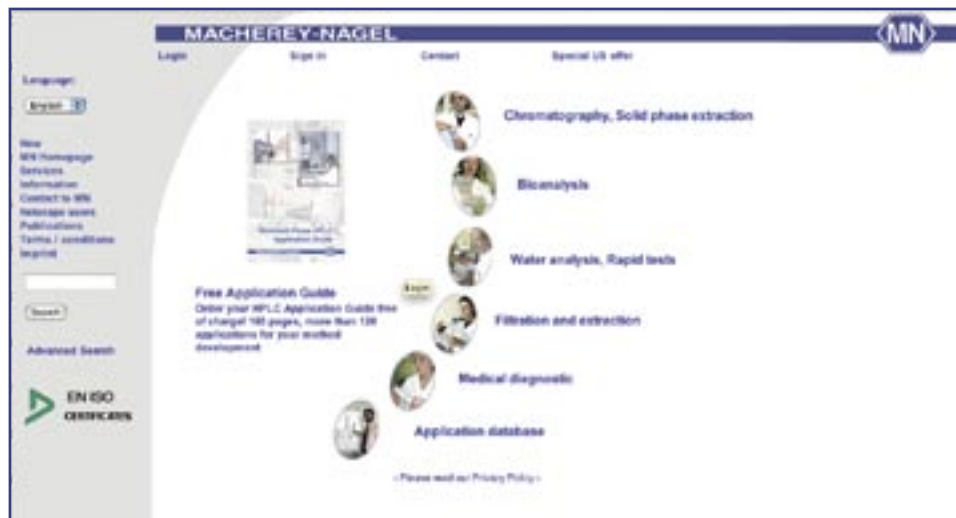 MACHEREY-NAGEL
MN
Login
Sign in
Contact
Special US offer
Language:
English
New
MN Homepage
Services
Information
Contact to MN
Netscape users
Publications
Terms / conditions
Imprint
Search
Advanced Search
EN ISO
CERTIFICATES
Application Guide
Free Application Guide
Order your HPLC Application Guide free
of charge! pages, more than
applications for your method
development
Chromatography, Solid phase extraction
Bioanalysis
Water analysis, Rapid tests
Filtration and extraction
Medical diagnostic
Application database
- Please read our Privacy Policy -